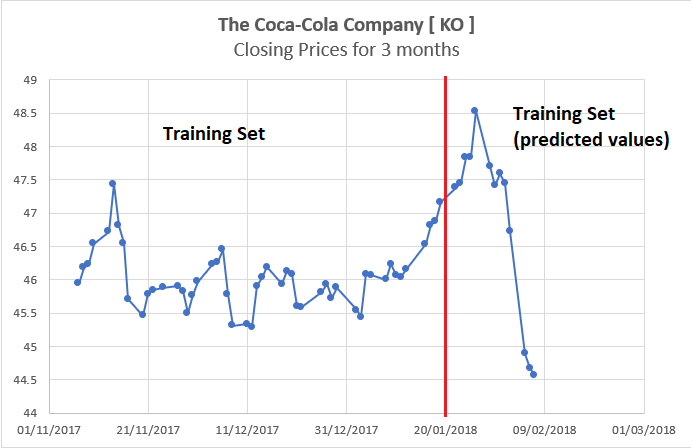 The Coca-Cola Company [ KO ]
Closing Prices for 3 months
49
48.5
48
47.5
47
46.5
46
45.5
45
44.5
44
Training Set
Training Set
(predicted values)
01/11/2017 21/11/2017 11/12/2017 31/12/2017 20/01/2018 09/02/2018 01/03/2018